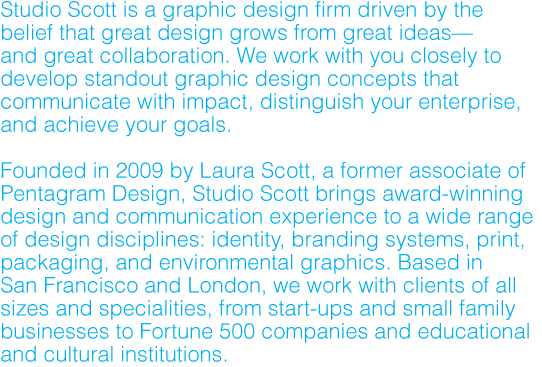 Studio Scott is a graphic design firm driven by the
belief that great design grows from great ideas—
and great collaboration. We work with you closely to
develop standout graphic design concepts that
communicate with impact, distinguish your enterprise,
and achieve your goals.

Founded in 2009 by Laura Scott, a former associate of
Pentagram Design, Studio Scott brings award-winning
design and communication experience to a wide range
of design disciplines: identity, branding systems, print,
packaging, and environmental graphics. Based in
San Francisco and London, we work with clients of all
sizes and specialities, from start-ups and small family
businesses to Fortune 500 companies and educational
and cultural institutions.